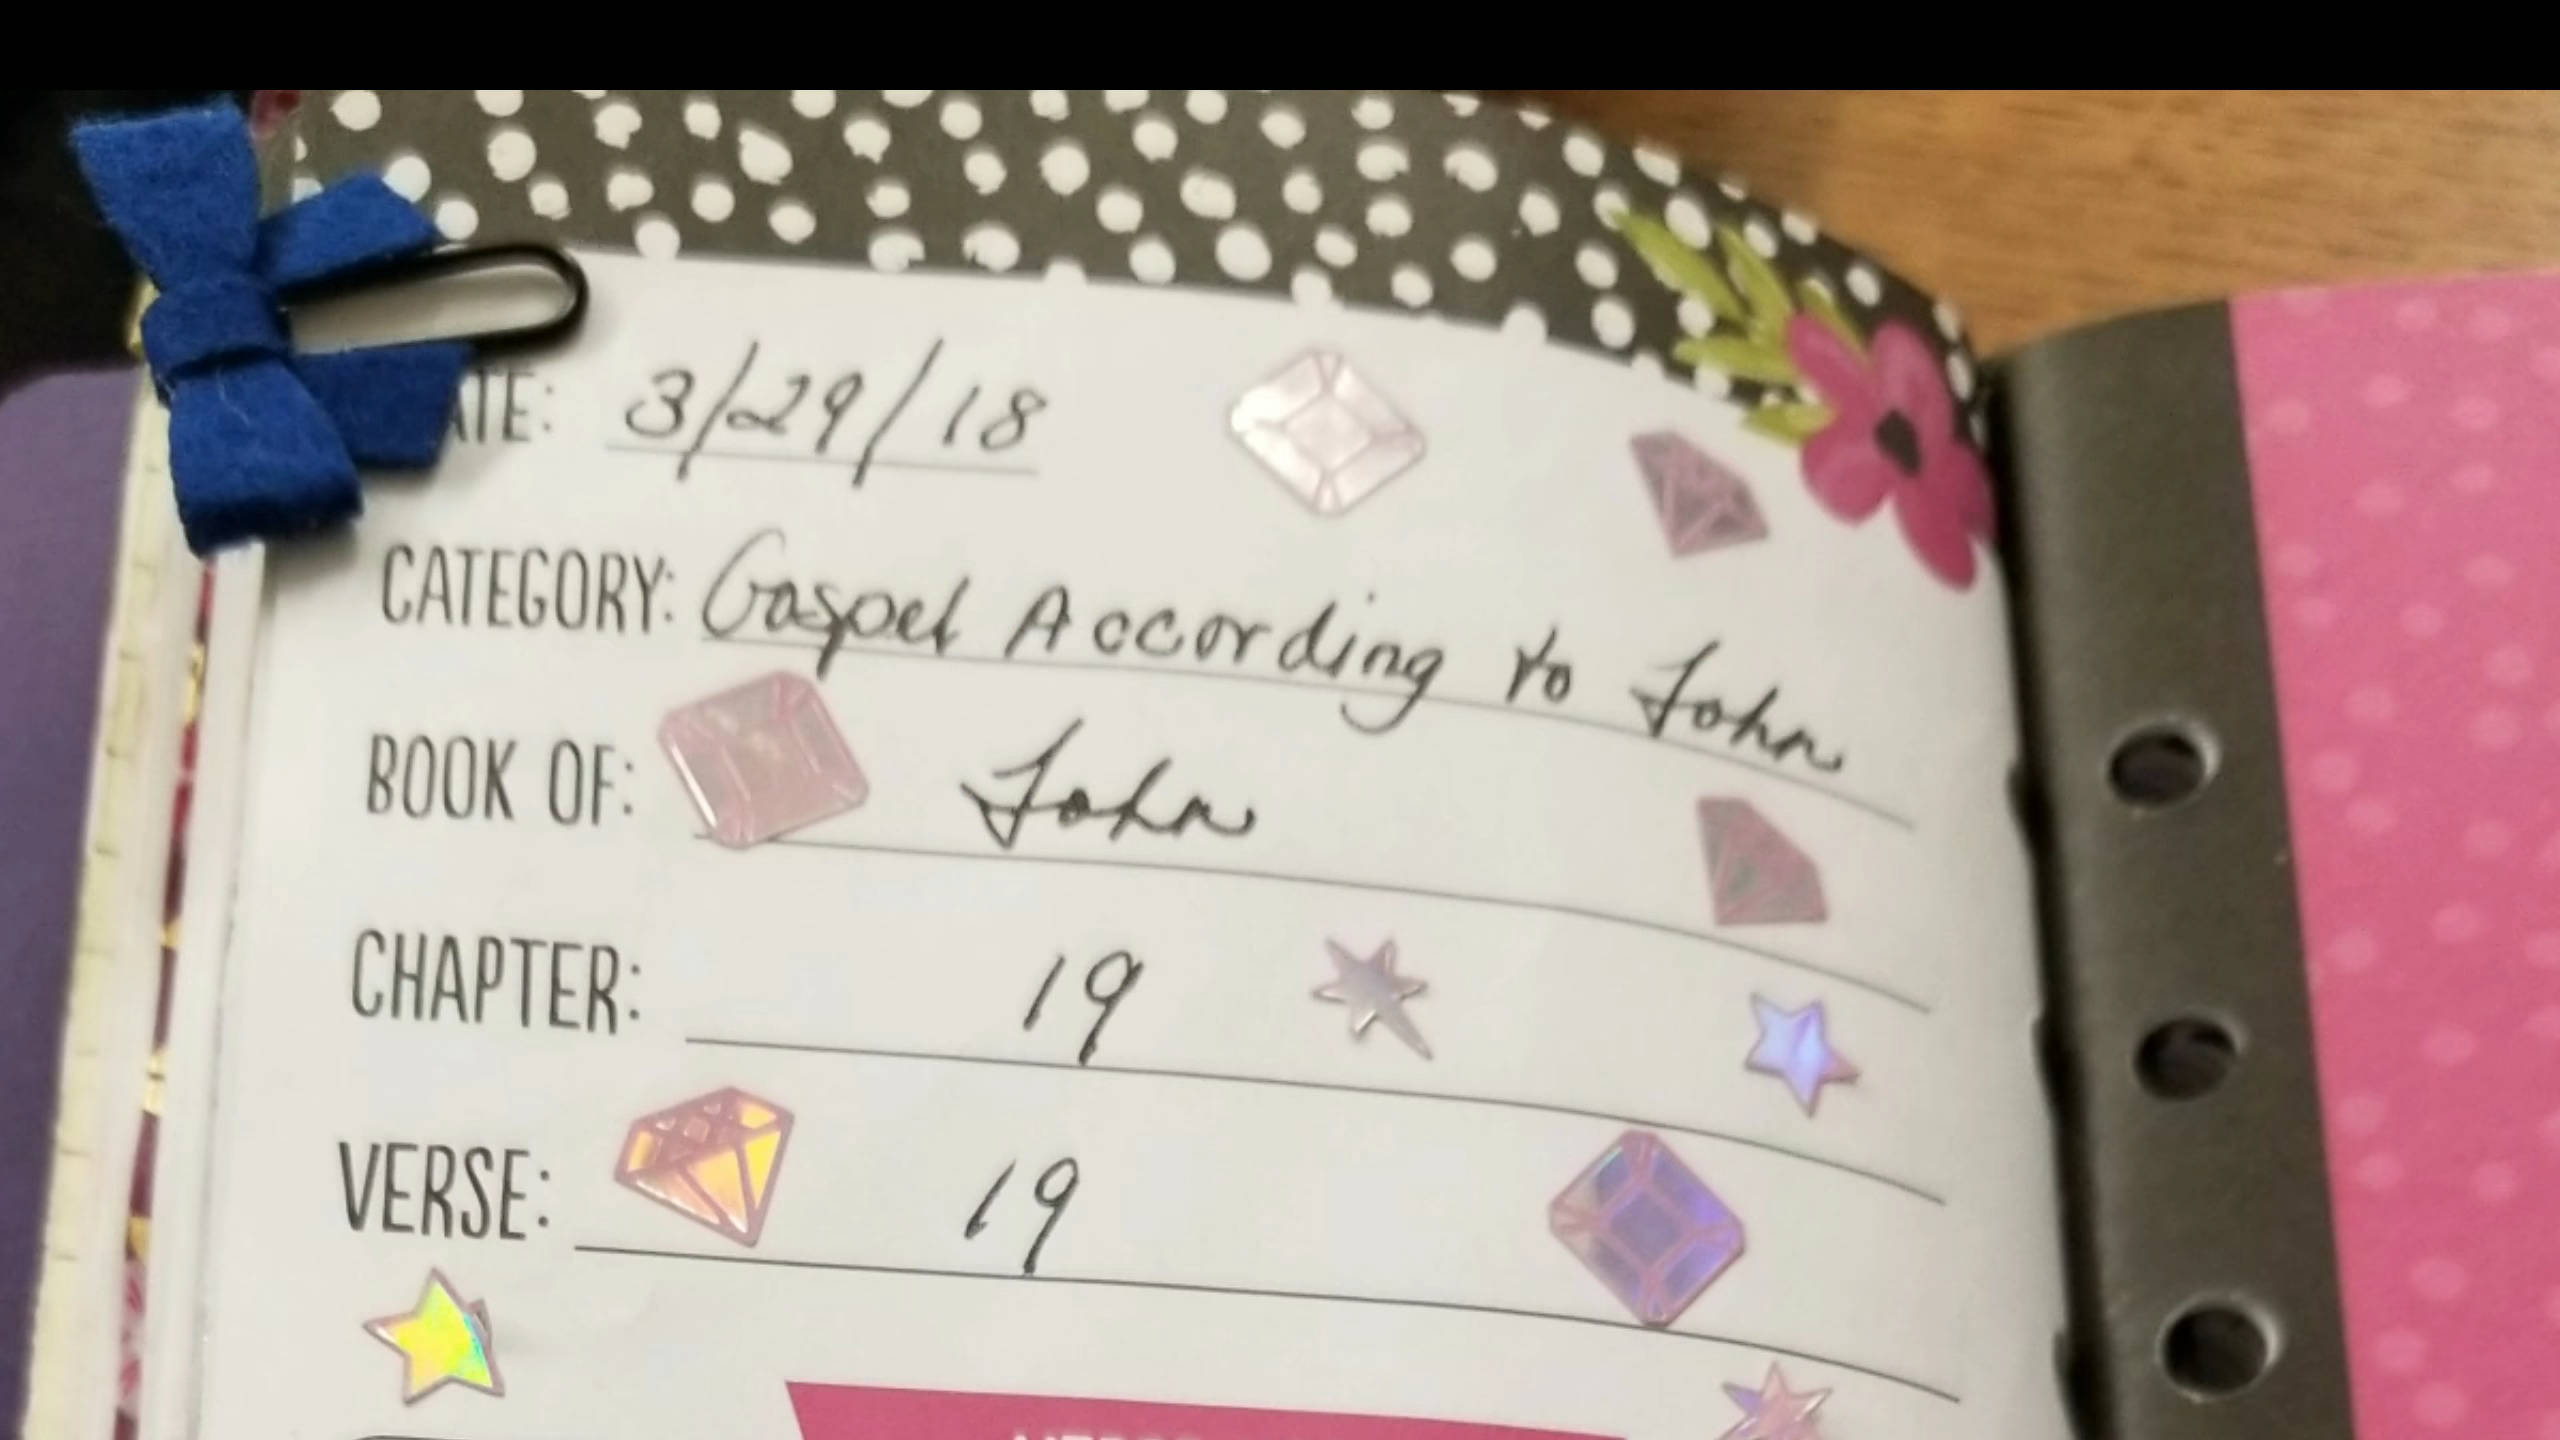 ATE: 3/29/18
CATEGORY: Gospel According to John
BOOK OF: John
CHAPTER: 19
VERSE: 19